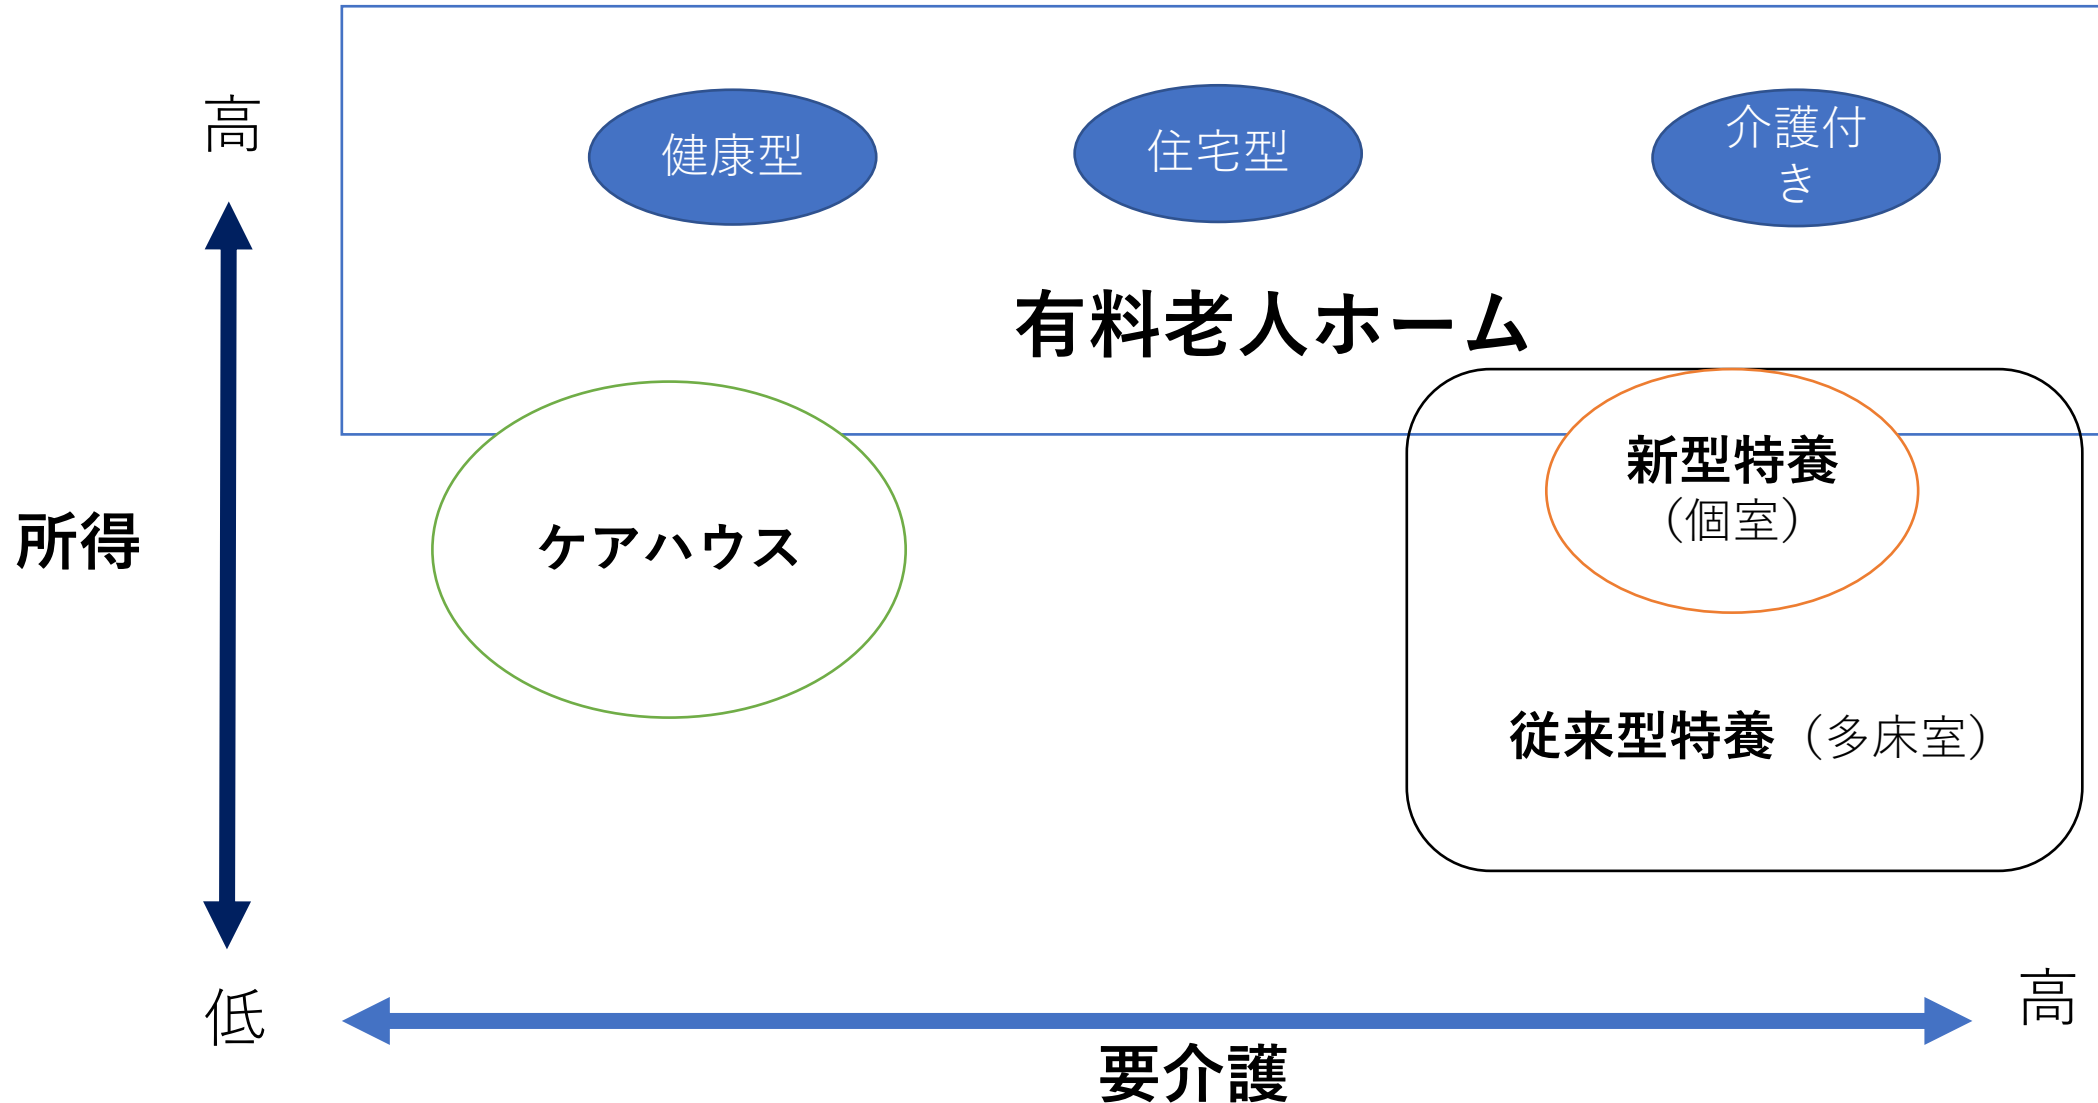 高
健康型
住宅型
介護付
き
有料老人ホーム
新型特養
（個室）
所得
ケアハウス
従来型特養（多床室）
低
高
要介護